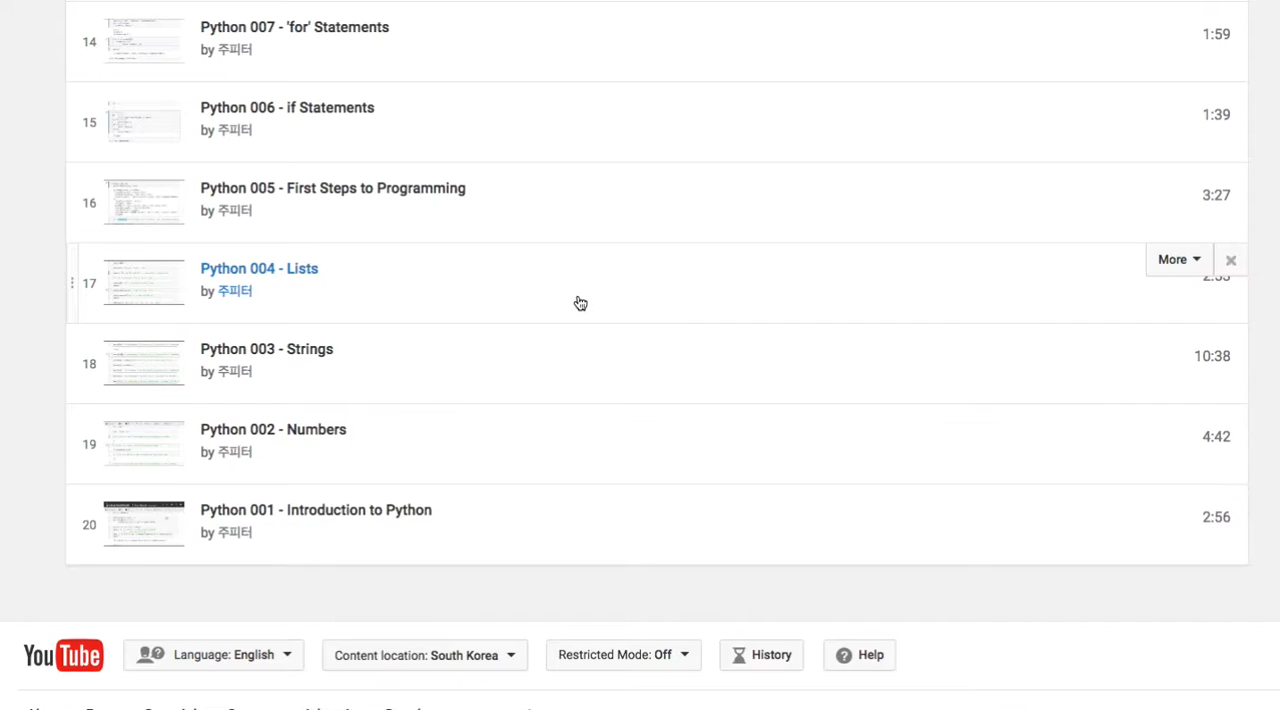 14
Python 007 - 'for' Statements
by 주피터
1:59
15
Python 006 - if Statements
by 주피터
1:39
16
Python 005 - First Steps to Programming
by 주피터
3:27
17
Python 004 - Lists
by 주피터
More
18
Python 003 - Strings
by 주피터
10:38
19
Python 002 - Numbers
by 주피터
4:42
20
Python 001 - Introduction to Python
by 주피터
2:56
YouTube
Language: English
Content location: South Korea
Restricted Mode: Off
History
Help